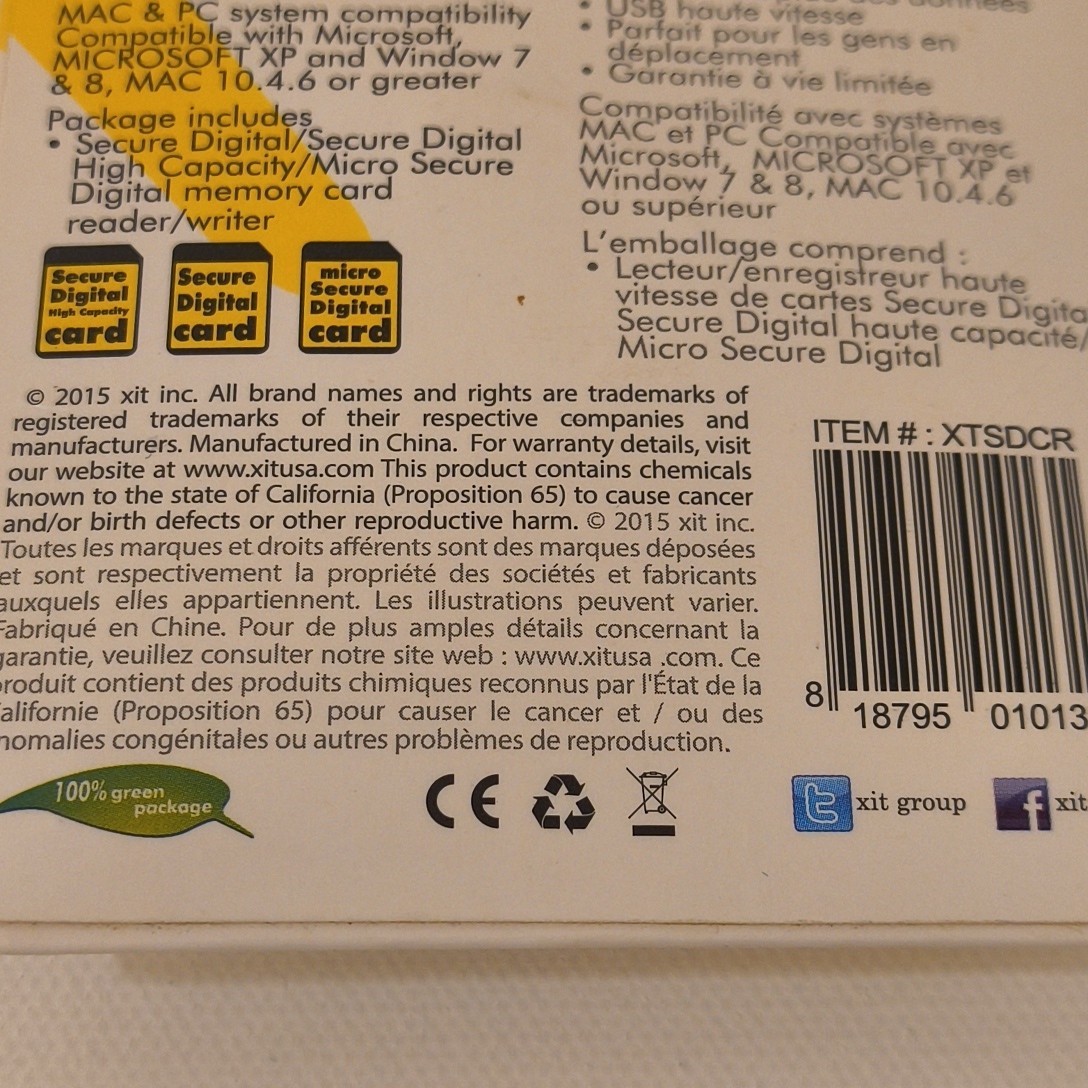 MAC & PC system compatibility
Compatible with Microsoft,
MICROSOFT XP and Window 7
& 8, MAC 10.4.6 or greater
Package includes
• Secure Digital/Secure Digital
High Capacity/Micro Secure
Digital memory card
reader/writer
Secure
Digital
High Capacity
card
Secure
Digital
card
micro
Secure
Digital
card
données
• USB haute vitesse
• Parfait pour les gens en
déplacement
• Garantie à vie limitée
Compatibilité avec systèmes
MAC et PC Compatible avec
Microsoft, MICROSOFT XP et
Window 7 & 8, MAC 10.4.6
ou supérieur
L'emballage comprend :
• Lecteur/enregistreur haute
vitesse de cartes Secure Digita
Secure Digital haute capacité/
Micro Secure Digital
© 2015 xit inc. All brand names and rights are trademarks of
registered trademarks of their respective companies and
manufacturers. Manufactured in China. For warranty details, visit
our website at www.xitusa.com This product contains chemicals
known to the state of California (Proposition 65) to cause cancer
and/or birth defects or other reproductive harm. © 2015 xit inc.
Toutes les marques et droits afférents sont des marques déposées
et sont respectivement la propriété des sociétés et fabricants
auxquels elles appartiennent. Les illustrations peuvent varier.
Fabriqué en Chine. Pour de plus amples détails concernant la
garantie, veuillez consulter notre site web : www.xitusa .com. Ce
produit contient des produits chimiques reconnus par l'État de la
alifornie (Proposition 65) pour causer le cancer et / ou des
nomalies congénitales ou autres problèmes de reproduction.
ITEM # : XTSDCR
8 18795 01013
100% green
package
CE
t xit group
f xit